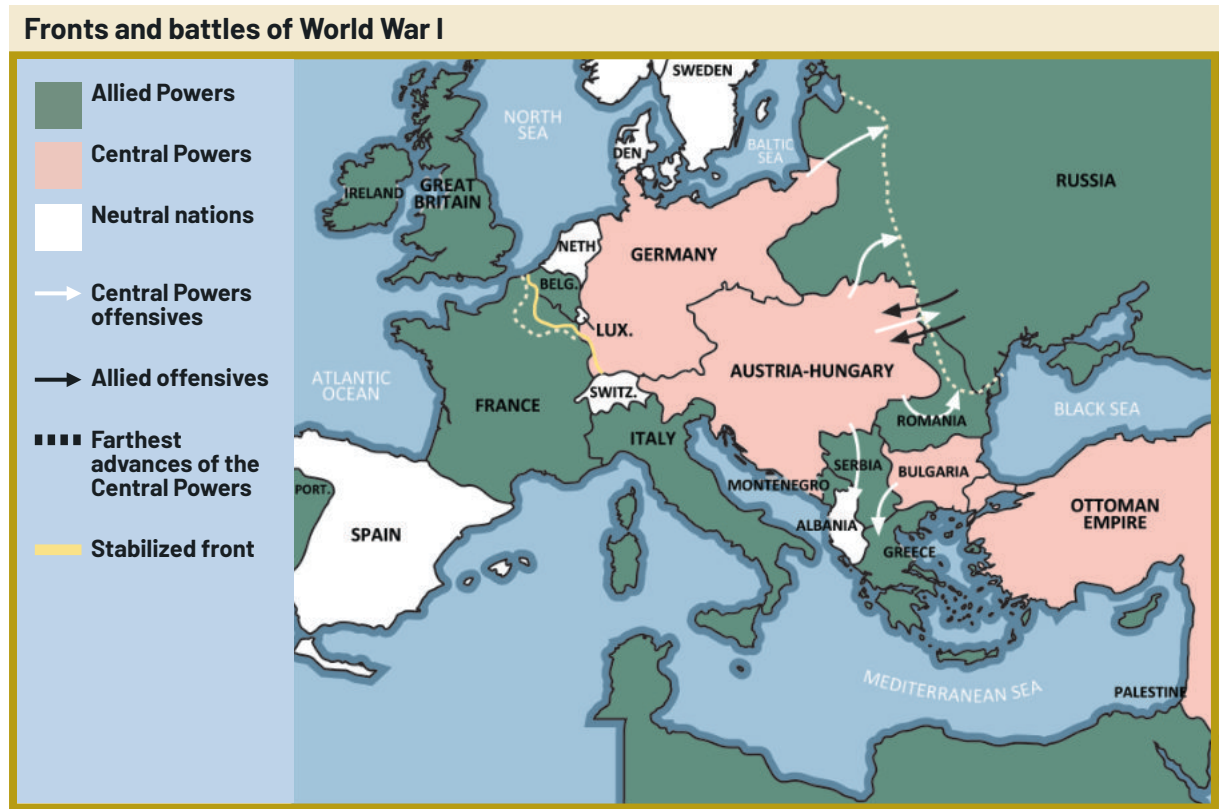 Fronts and battles of World War I
Allied Powers
Central Powers
Neutral nations
Central Powers
offensives
Allied offensives
Farthest
advances of the
Central Powers
Stabilized front
SWEDEN
NORTH
SEA
DEN.
BALTIC
SEA
RUSSIA
IRELAND
GREAT
BRITAIN
NETH
GERMANY
BELG.
LUX.
ATLANTIC
OCEAN
FRANCE
SWITZ.
AUSTRIA-HUNGARY
ITALY
ROMANIA
BLACK SEA
SERBIA
BULGARIA
MONTENEGRO
PORT.
SPAIN
ALBANIA
GREECE
OTTOMAN
EMPIRE
MEDITERRANEAN SEA
PALESTINE